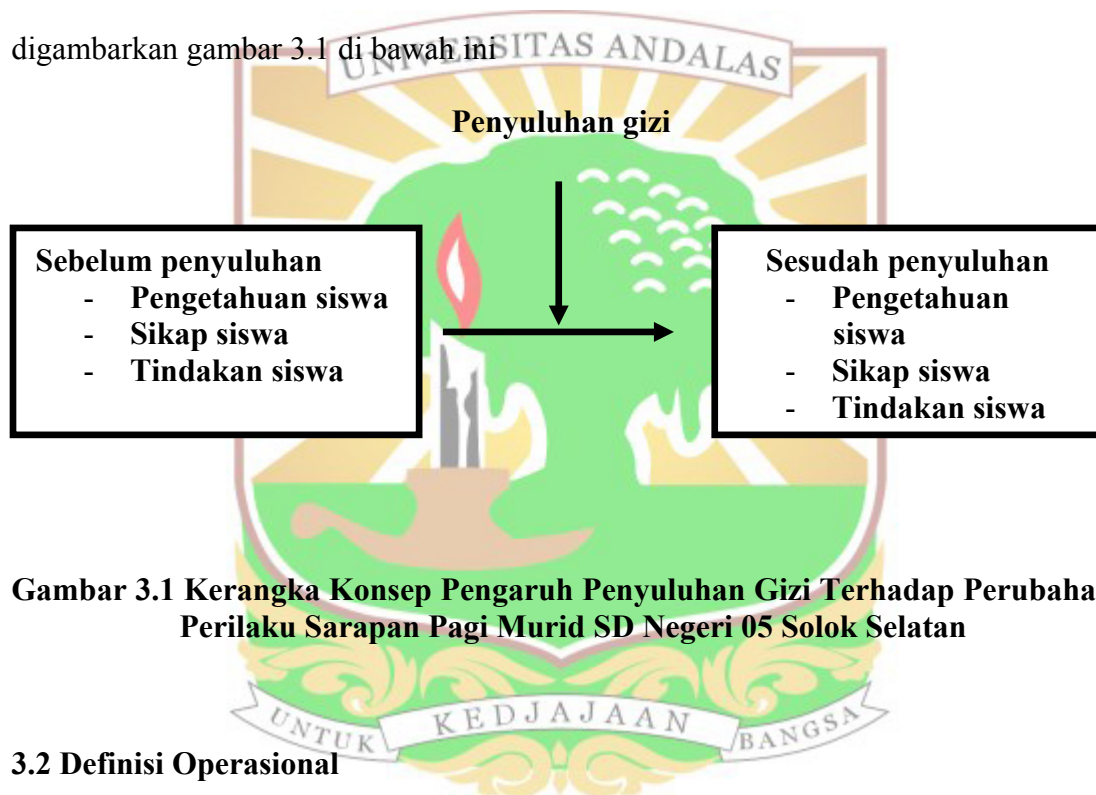 digambarkan gambar 3.1 di bawah ini
UNIVERSITAS ANDALAS
Penyuluhan gizi
Sebelum penyuluhan
- Pengetahuan siswa
- Sikap siswa
- Tindakan siswa
Sesudah penyuluhan
- Pengetahuan
siswa
- Sikap siswa
- Tindakan siswa
Gambar 3.1 Kerangka Konsep Pengaruh Penyuluhan Gizi Terhadap Perubaha
Perilaku Sarapan Pagi Murid SD Negeri 05 Solok Selatan
UNTUK KEDJAJAAN BANGSA
3.2 Definisi Operasional